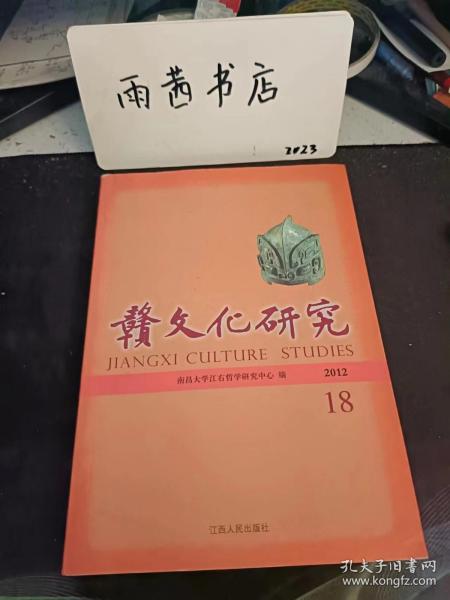 雨茜书店
2023
贛文化研究
JIANGXI CULTURE STUDIES
南昌大学江右哲学研究中心 编
2012
18
江西人民出版社
孔夫子旧书网
www.kongfz.com